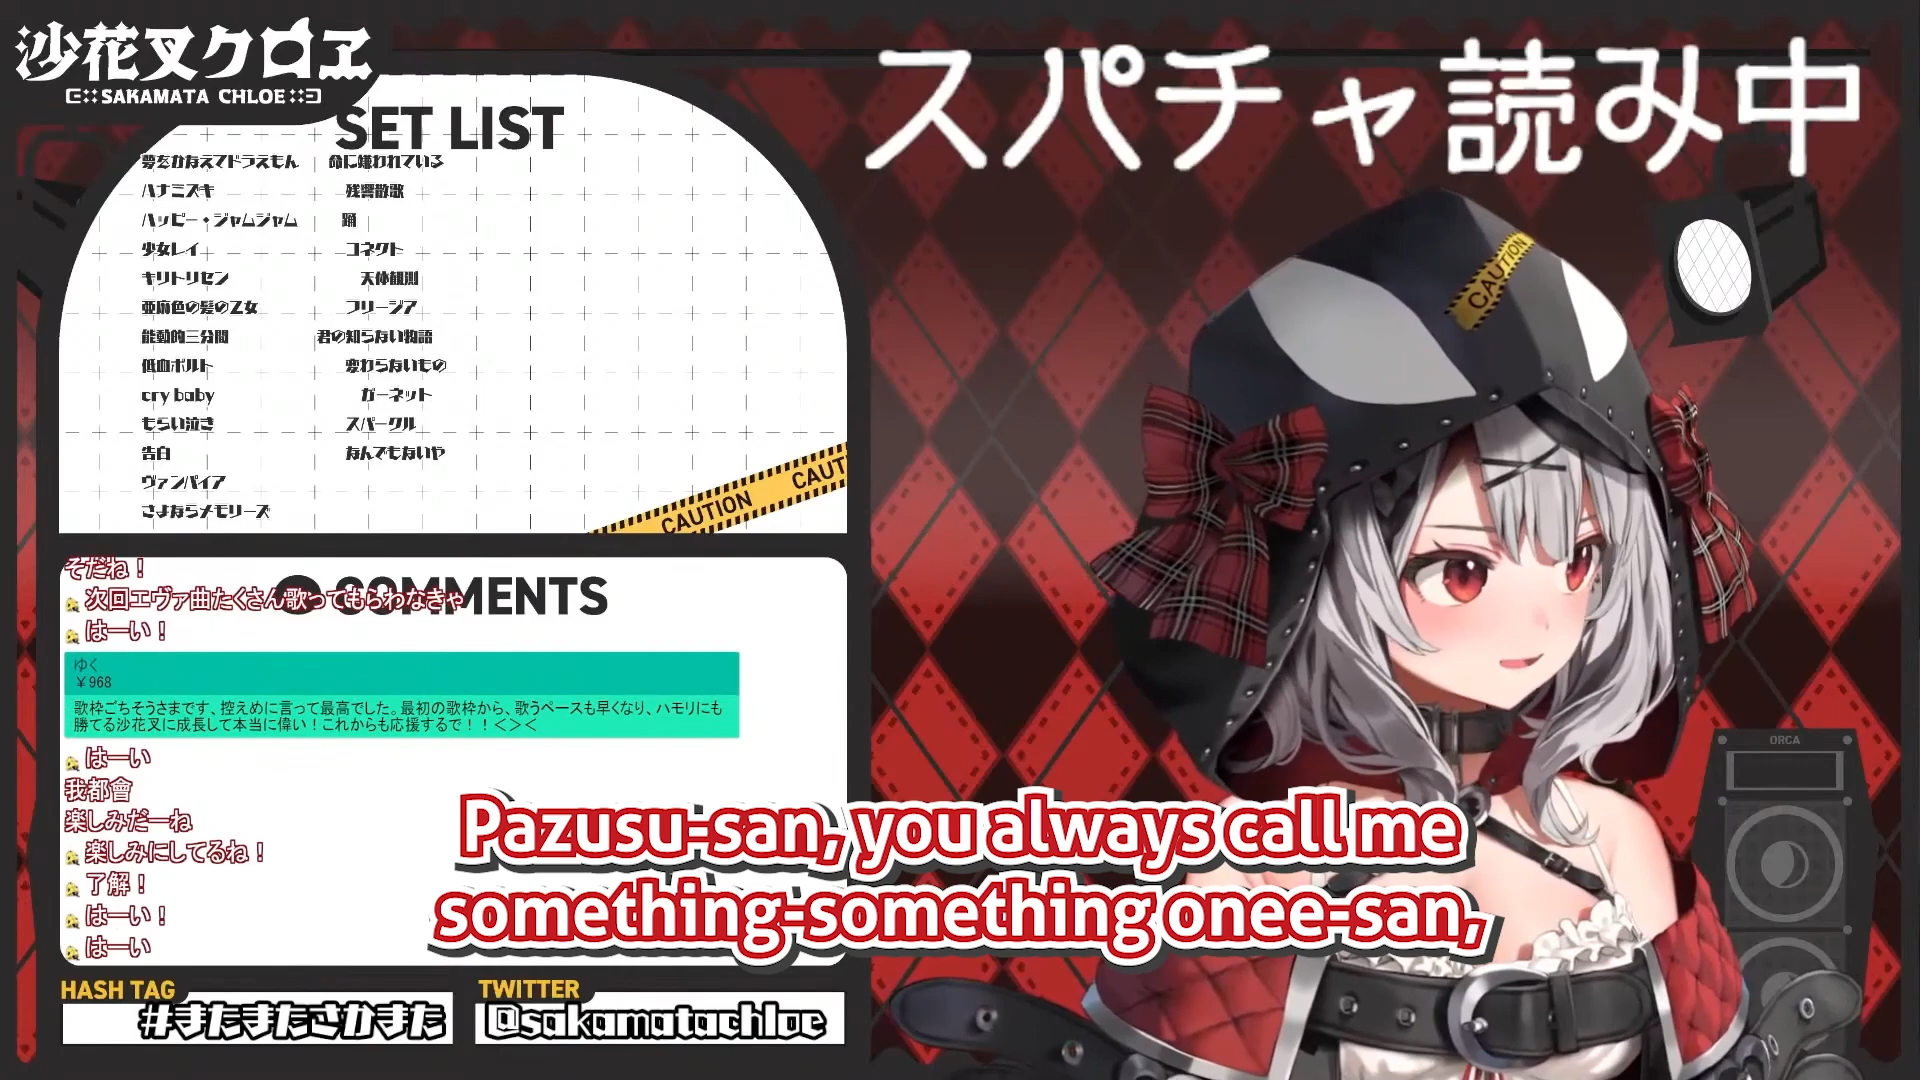 沙花叉クロヱ
SAKAMATA CHLOE
スパチャ読み中
SET LIST
夢をかなえてドラえもん
ハナミズキ
ハッピー・ジャムジャム
少女レイ
キリトリセン
亜麻色の髪の乙女
能動的三分間
低血ボルト
cry baby
もらい泣き
告白
ヴァンパイア
さよならメモリーズ
命に嫌われている
残響散歌
踊
コネクト
天体観測
フリージア
君の知らない物語
変わらないもの
ガーネット
スパークル
なんでもないや
CAUTION
CAUT
CAUTION
COMMENTS
そだね！
次回エヴァ曲たくさん歌ってもらわなきゃ
はーい！
ゆく
￥968
歌枠ごちそうさまです、控えめに言って最高でした。最初の歌枠から、歌うペースも早くなり、ハモリにも
勝てる沙花叉に成長して本当に偉い！これからも応援するで！！＜＞＜
はーい
我都會
楽しみだーね
楽しみにしてるね！
了解！
はーい！
はーい
ORCA
Pazusu-san, you always call me
something-something onee-san,
HASH TAG
#またまたさかまた
TWITTER
@sakamatachloe